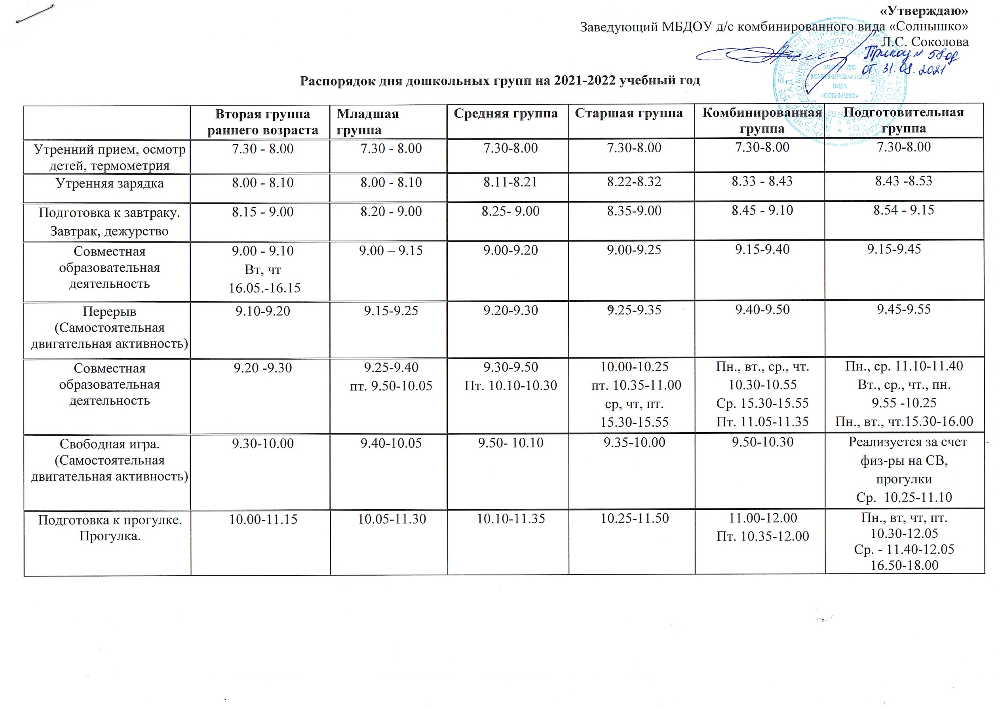 «Утверждаю»
Заведующий МБДОУ д/с комбинированного вида «Солнышко»
Л.С. Соколова
Приказ № 58-од
от 31.08.2021
МБДОУ Д/С
КОМБИНИРОВАННОГО
ВИДА
«СОЛНЫШКО»
Распорядок дня дошкольных групп на 2021-2022 учебный год
Вторая группа
раннего возраста
Младшая
группа
Средняя группа
Старшая группа
Комбинированная
группа
Подготовительная
группа
Утренний прием, осмотр
детей, термометрия
7.30 - 8.00
7.30 - 8.00
7.30-8.00
7.30-8.00
7.30-8.00
7.30-8.00
Утренняя зарядка
8.00 - 8.10
8.00 - 8.10
8.11-8.21
8.22-8.32
8.33 - 8.43
8.43 -8.53
Подготовка к завтраку.
Завтрак, дежурство
8.15 - 9.00
8.20 - 9.00
8.25- 9.00
8.35-9.00
8.45 - 9.10
8.54 - 9.15
Совместная
образовательная
деятельность
9.00 - 9.10
Вт, чт
16.05.-16.15
9.00 – 9.15
9.00-9.20
9.00-9.25
9.15-9.40
9.15-9.45
Перерыв
(Самостоятельная
двигательная активность)
9.10-9.20
9.15-9.25
9.20-9.30
9.25-9.35
9.40-9.50
9.45-9.55
Совместная
образовательная
деятельность
9.20 -9.30
9.25-9.40
пт. 9.50-10.05
9.30-9.50
Пт. 10.10-10.30
10.00-10.25
пт. 10.35-11.00
ср, чт, пт.
15.30-15.55
Пн., вт., ср., чт.
10.30-10.55
Ср. 15.30-15.55
Пт. 11.05-11.35
Пн., ср. 11.10-11.40
Вт., ср., чт., пн.
9.55 -10.25
Пн., вт., чт.15.30-16.00
Свободная игра.
(Самостоятельная
двигательная активность)
9.30-10.00
9.40-10.05
9.50- 10.10
9.35-10.00
9.50-10.30
Реализуется за счет
физ-ры на СВ,
прогулки
Ср. 10.25-11.10
Подготовка к прогулке.
Прогулка.
10.00-11.15
10.05-11.30
10.10-11.35
10.25-11.50
11.00-12.00
Пт. 10.35-12.00
Пн., вт, чт, пт.
10.30-12.05
Ср. - 11.40-12.05
16.50-18.00